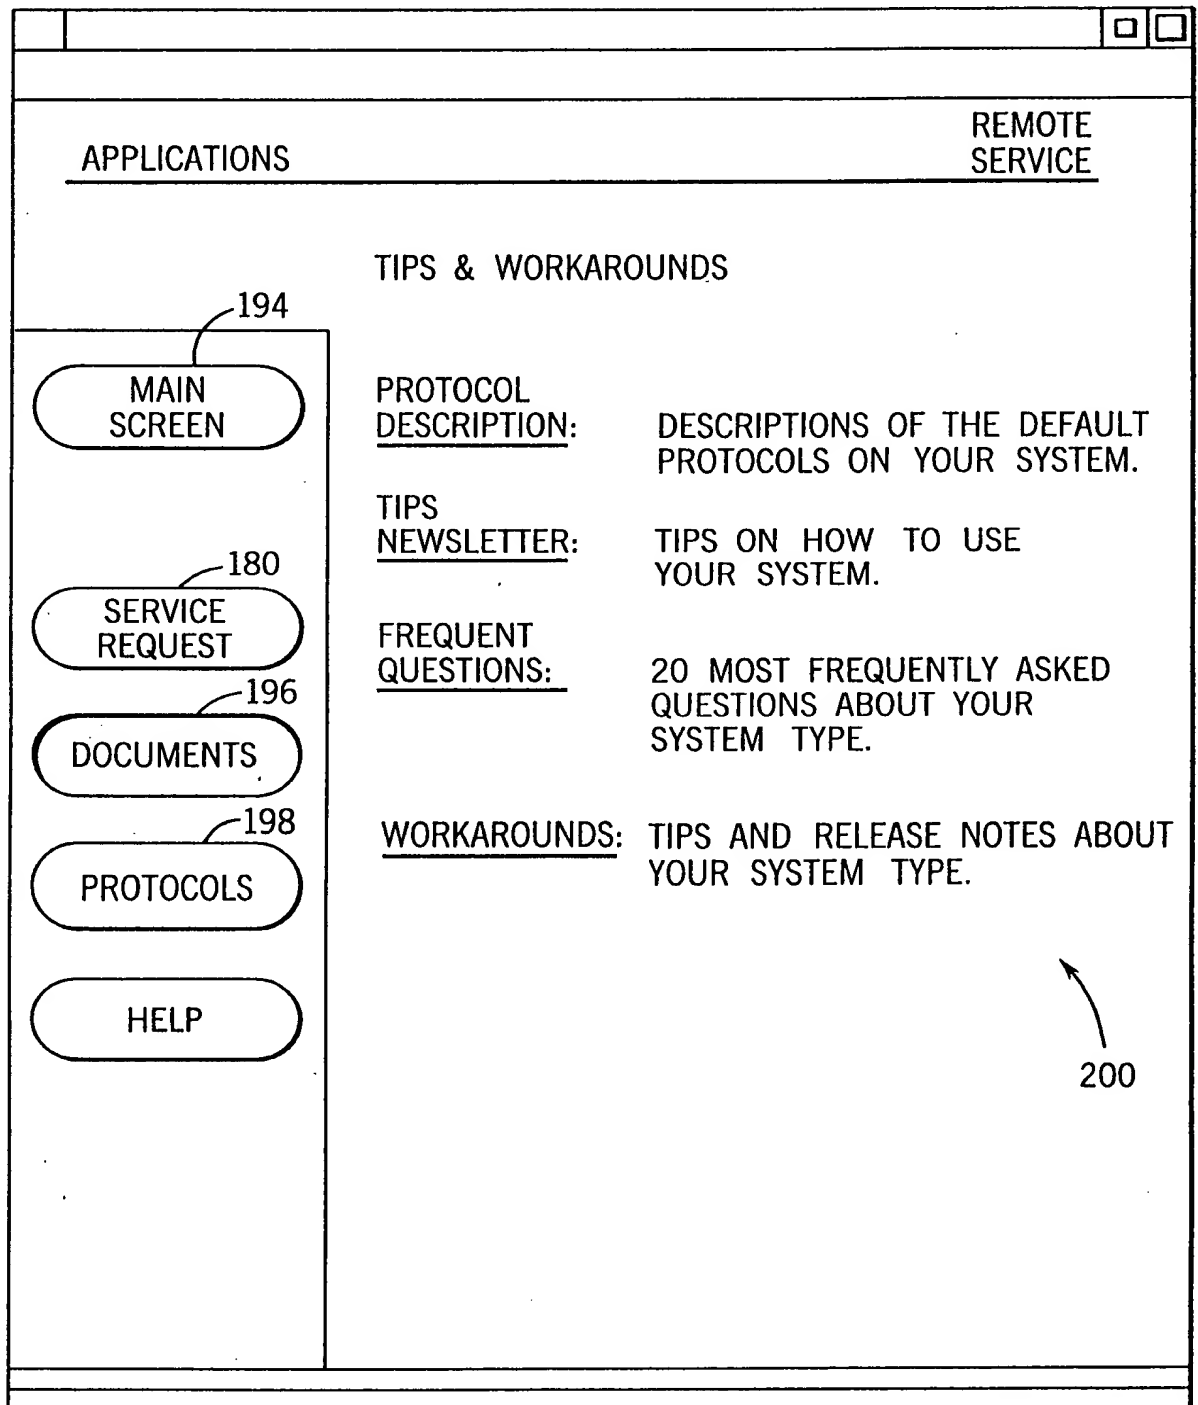 REMOTE
SERVICE
APPLICATIONS
TIPS & WORKAROUNDS
194
MAIN
SCREEN
180
SERVICE
REQUEST
196
DOCUMENTS
198
PROTOCOLS
HELP
PROTOCOL
DESCRIPTION:
DESCRIPTIONS OF THE DEFAULT
PROTOCOLS ON YOUR SYSTEM.
TIPS
NEWSLETTER:
TIPS ON HOW TO USE
YOUR SYSTEM.
FREQUENT
QUESTIONS:
20 MOST FREQUENTLY ASKED
QUESTIONS ABOUT YOUR
SYSTEM TYPE.
WORKAROUNDS:
TIPS AND RELEASE NOTES ABOUT
YOUR SYSTEM TYPE.
200